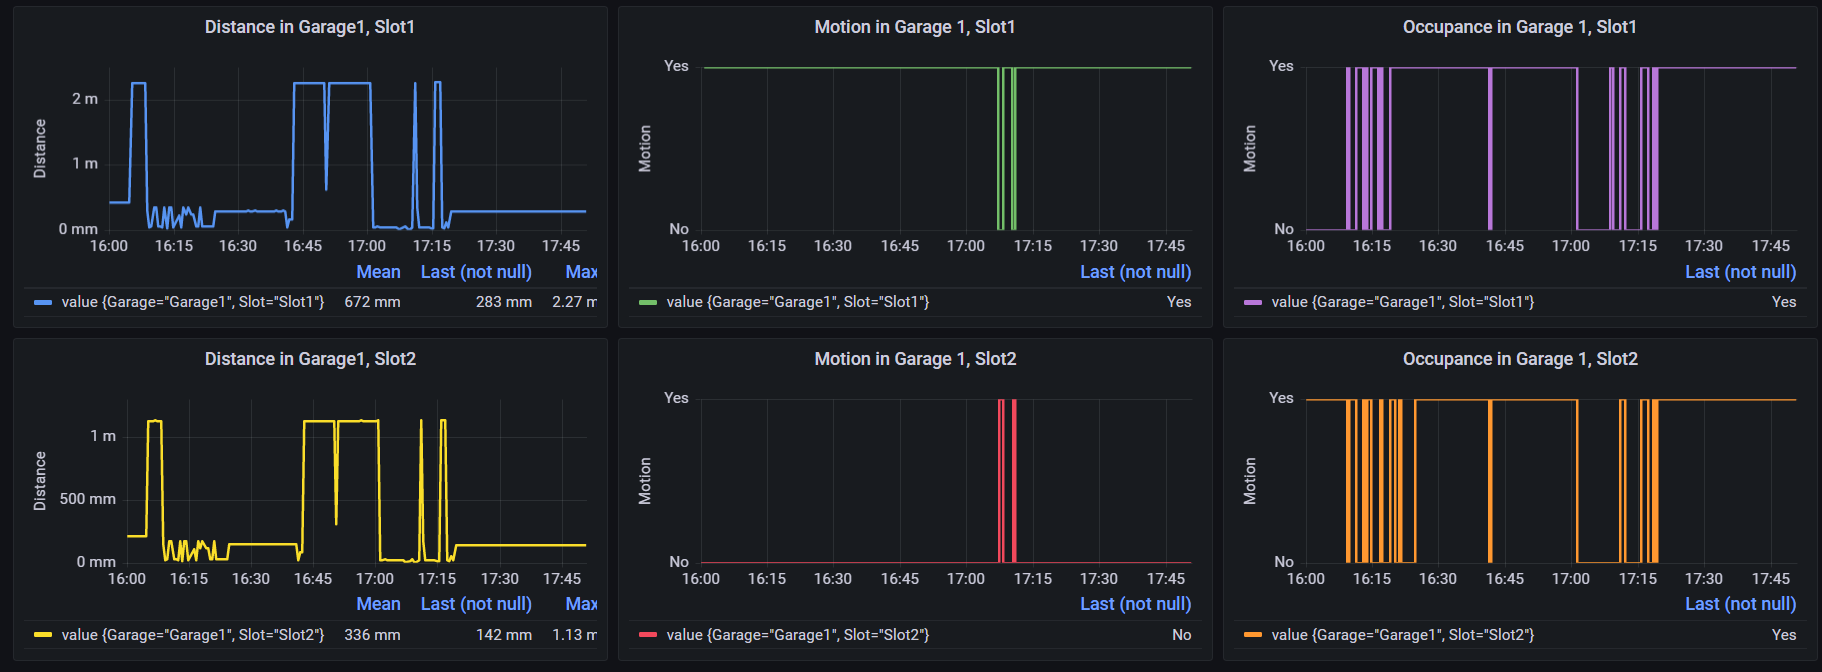 Distance in Garage1, Slot1
Distance
2 m
1 m
0 mm
16:00 16:15 16:30 16:45 17:00 17:15 17:30 17:45
Mean Last (not null) Max
value {Garage="Garage1", Slot="Slot1"} 672 mm 283 mm 2.27 m
Motion in Garage 1, Slot1
Motion
Yes
No
16:00 16:15 16:30 16:45 17:00 17:15 17:30 17:45
Last (not null)
value {Garage="Garage1", Slot="Slot1"} Yes
Occupance in Garage 1, Slot1
Motion
Yes
No
16:00 16:15 16:30 16:45 17:00 17:15 17:30 17:45
Last (not null)
value {Garage="Garage1", Slot="Slot1"} Yes
Distance in Garage1, Slot2
Distance
1 m
500 mm
0 mm
16:00 16:15 16:30 16:45 17:00 17:15 17:30 17:45
Mean Last (not null) Max
value {Garage="Garage1", Slot="Slot2"} 336 mm 142 mm 1.13 m
Motion in Garage 1, Slot2
Motion
Yes
No
16:00 16:15 16:30 16:45 17:00 17:15 17:30 17:45
Last (not null)
value {Garage="Garage1", Slot="Slot2"} No
Occupance in Garage 1, Slot2
Motion
Yes
No
16:00 16:15 16:30 16:45 17:00 17:15 17:30 17:45
Last (not null)
value {Garage="Garage1", Slot="Slot2"} Yes